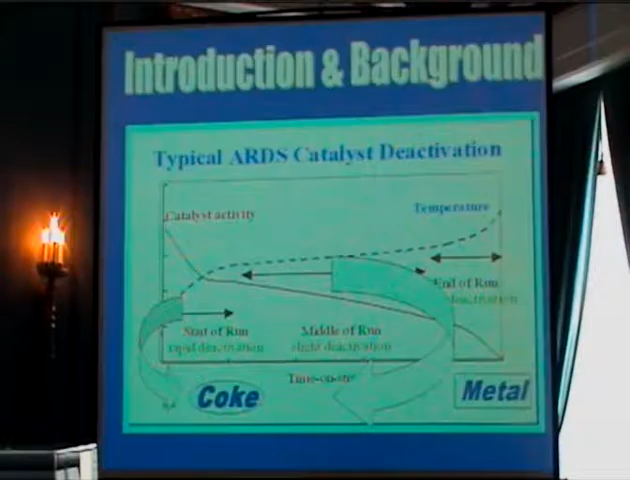 Introduction & Background
Typical ARDS Catalyst Deactivation
Catalyst activity
Temperature
End of Run
deactivation
Start of Run
rapid deactivation
Middle of Run
slight deactivation
Coke
Metal